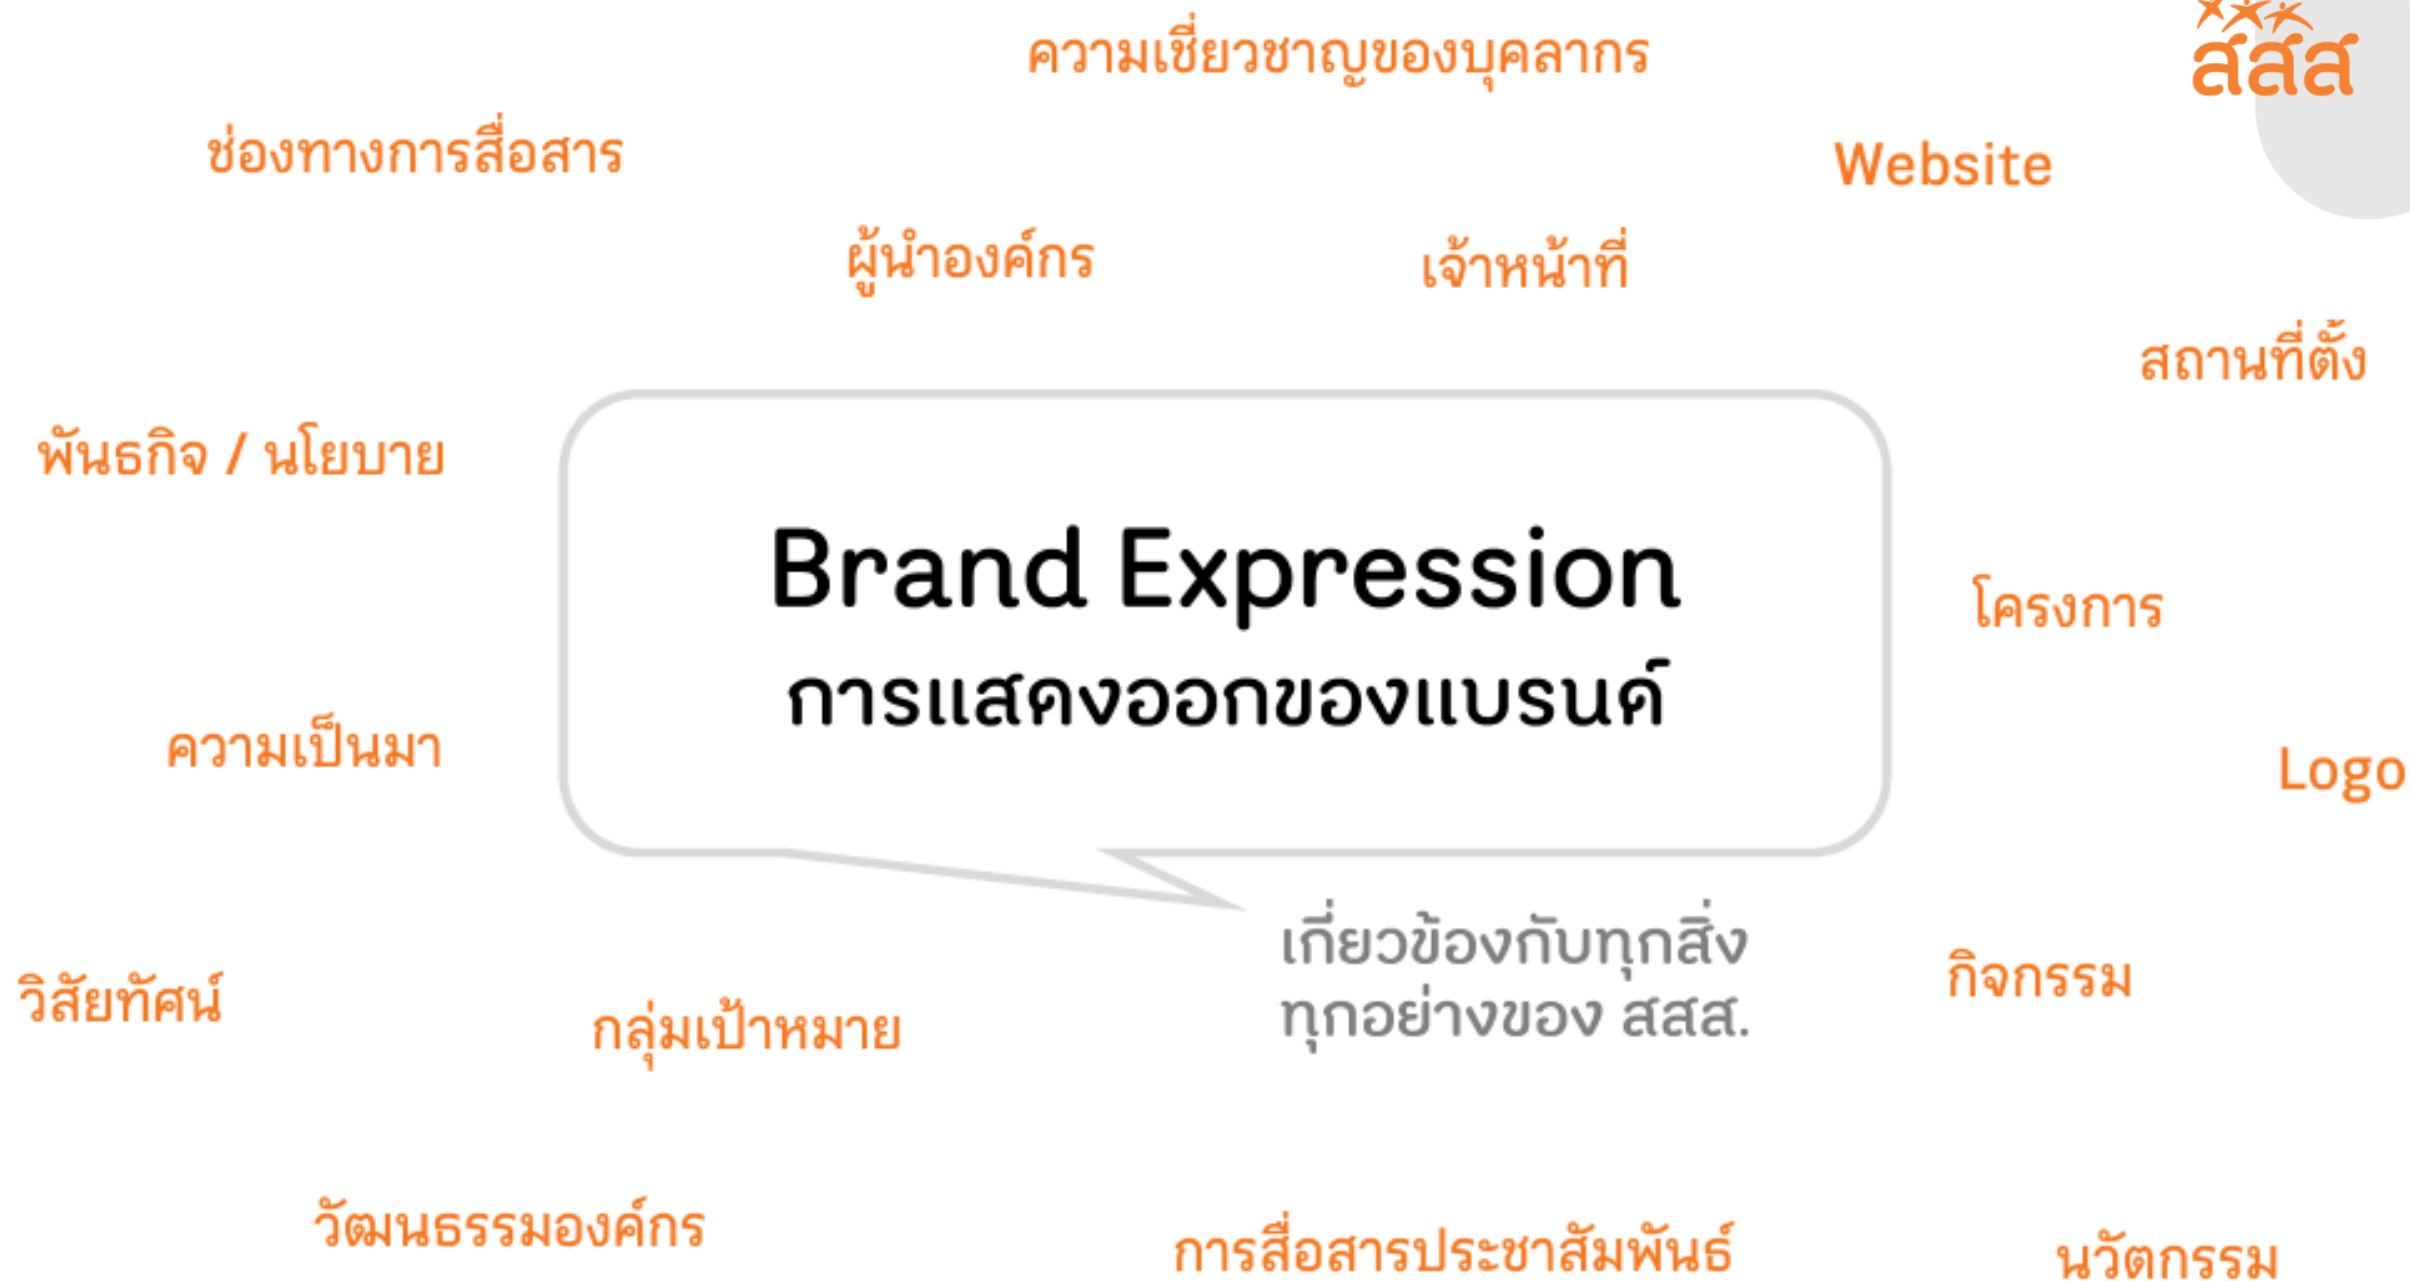 ความเชี่ยวชาญของบุคลากร
สสส
ช่องทางการสื่อสาร
Website
ผู้นำองค์กร
เจ้าหน้าที่
สถานที่ตั้ง
พันธกิจ / นโยบาย
Brand Expression
การแสดงออกของแบรนด์
โครงการ
ความเป็นมา
Logo
เกี่ยวข้องกับทุกสิ่ง
ทุกอย่างของ สสส.
กิจกรรม
วิสัยทัศน์
กลุ่มเป้าหมาย
วัฒนธรรมองค์กร
การสื่อสารประชาสัมพันธ์
นวัตกรรม